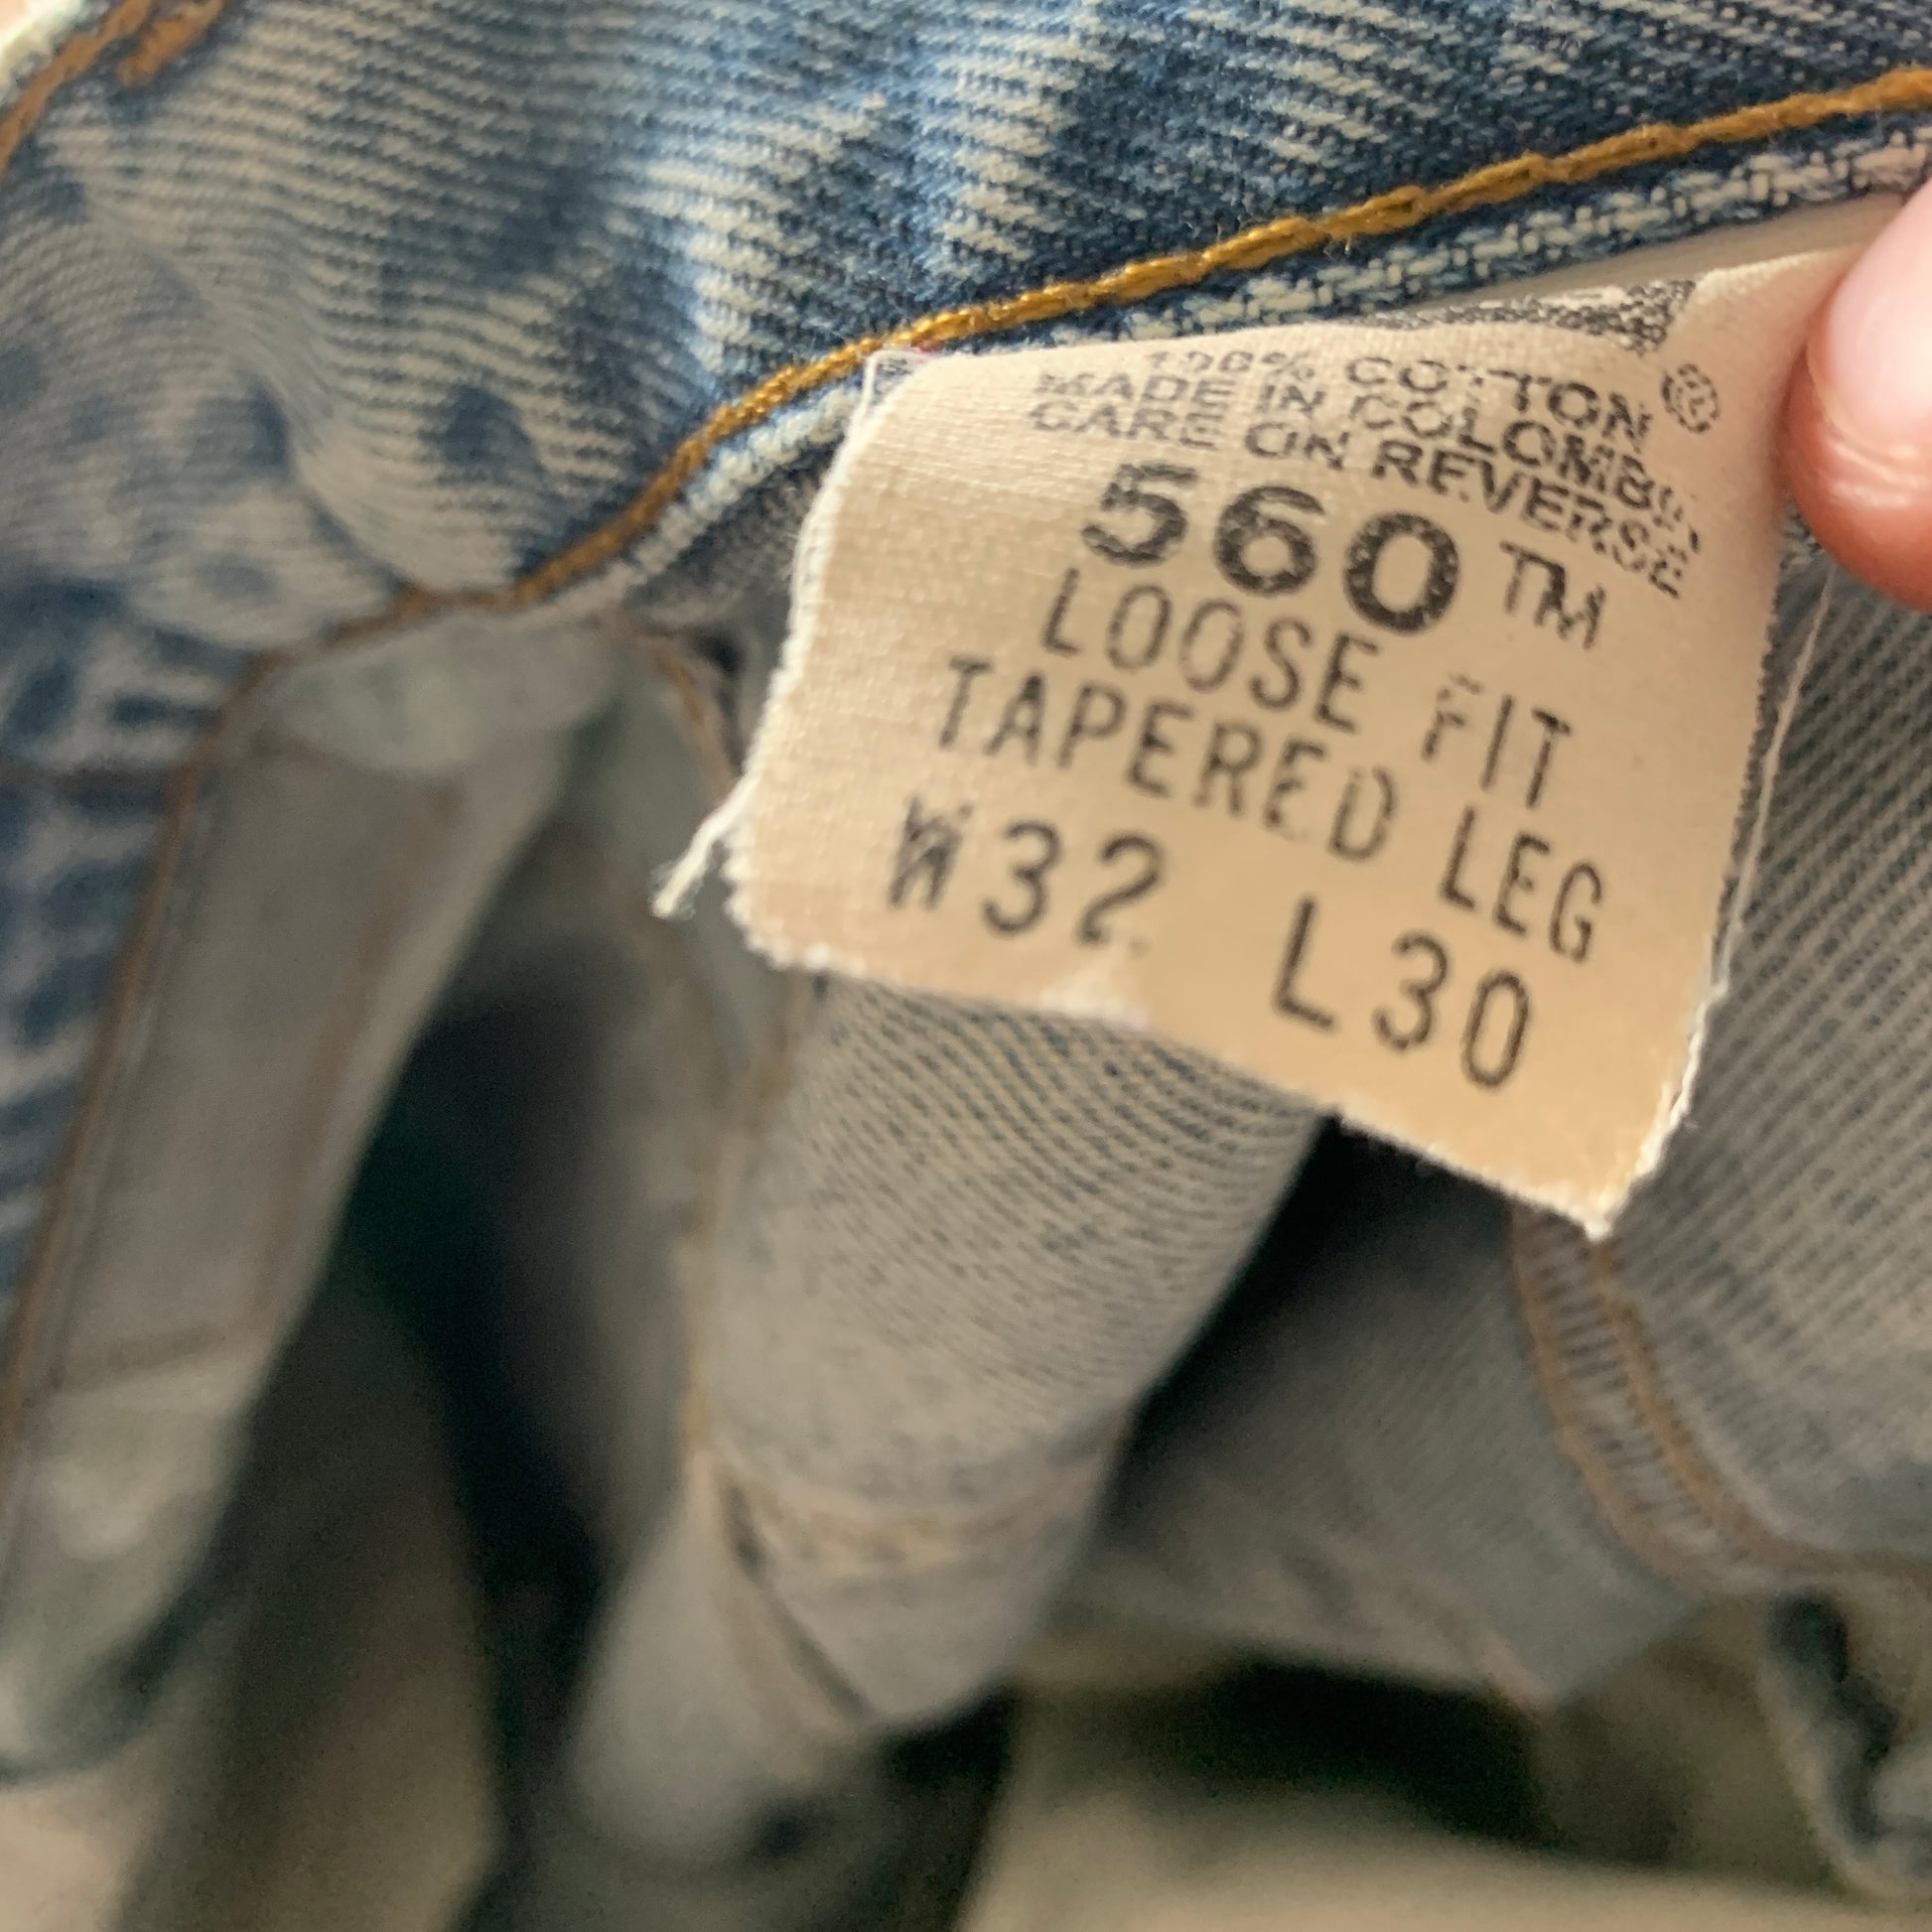 100% COTTON
MADE IN COLOMBIA
CARE ON REVERSE
560™
LOOSE FIT
TAPERED LEG
W32 L30